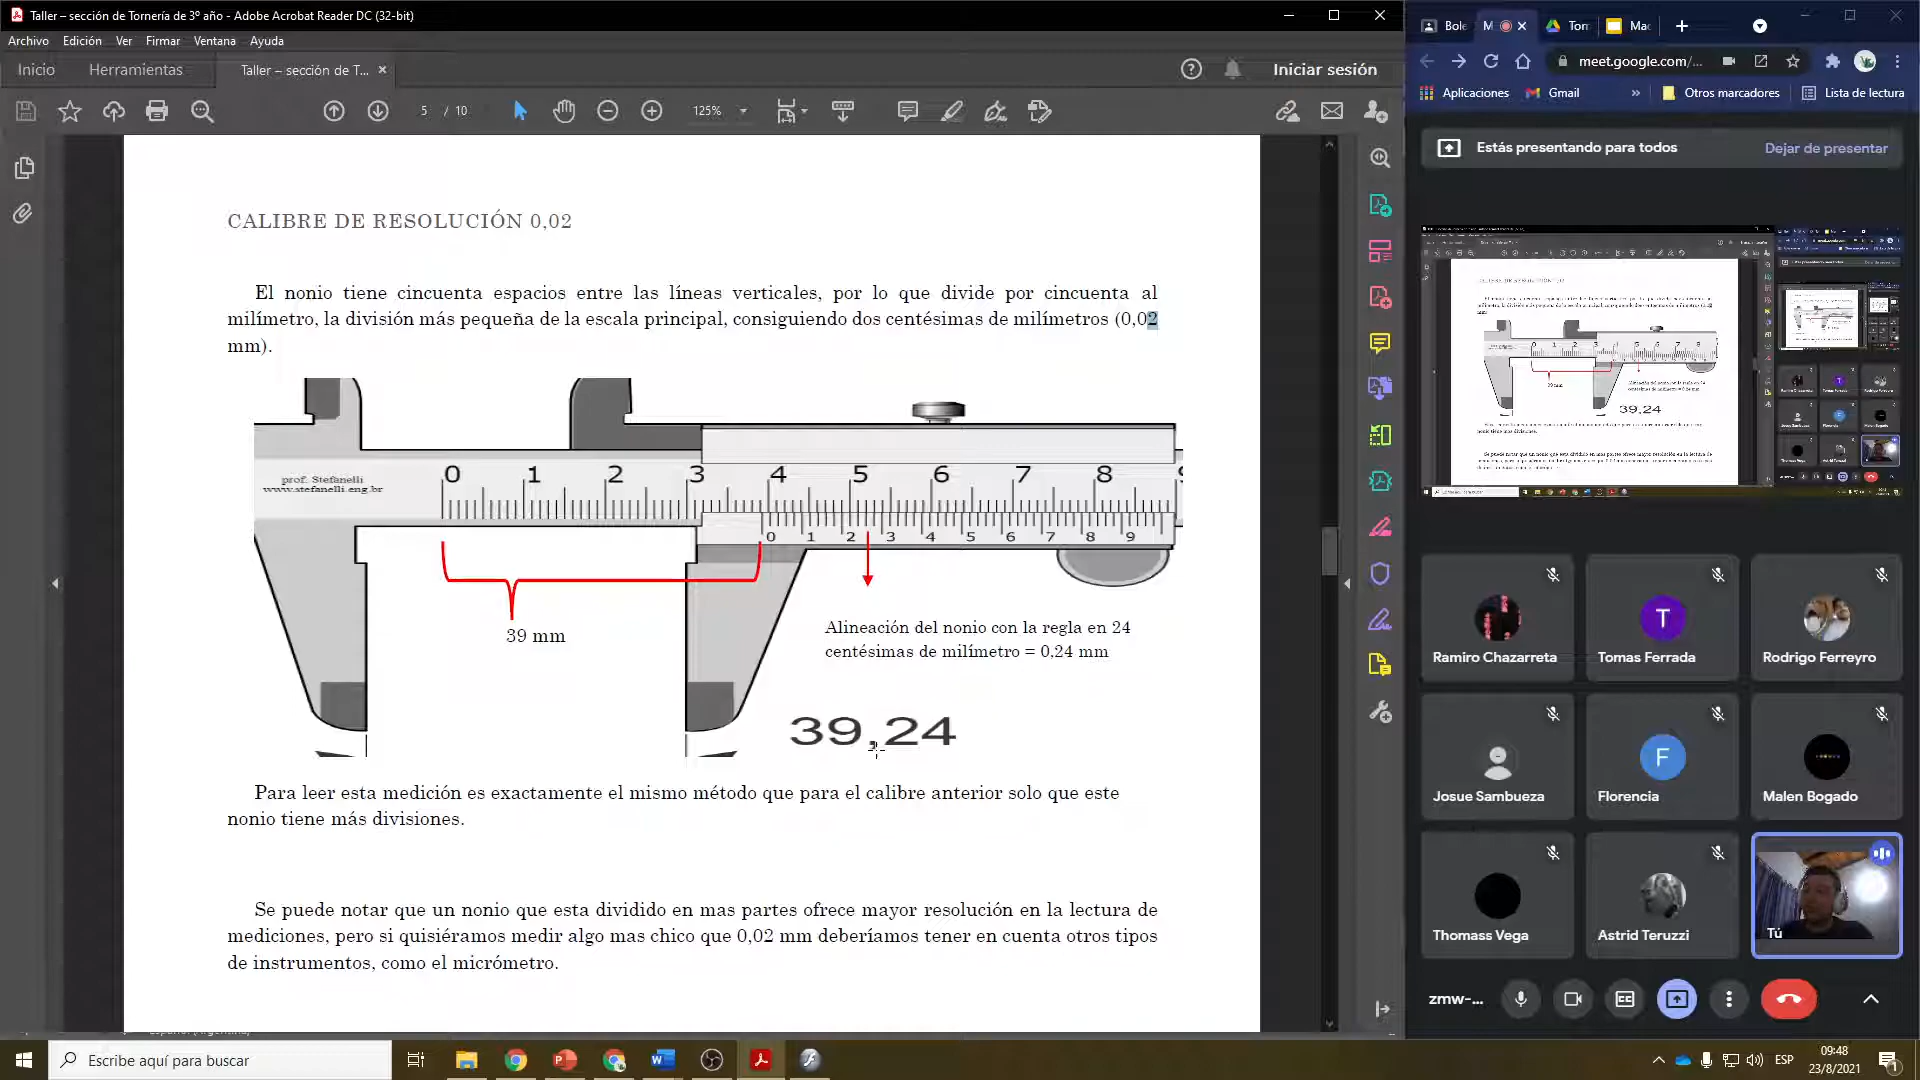 Taller – sección de Tornería de 3º año - Adobe Acrobat Reader DC (32-bit)
Archivo Edición Ver Firmar Ventana Ayuda
Inicio Herramientas Taller – sección de T... Iniciar sesión
5 / 10 125%
CALIBRE DE RESOLUCIÓN 0,02
El nonio tiene cincuenta espacios entre las líneas verticales, por lo que divide por cincuenta al
milímetro, la división más pequeña de la escala principal, consiguiendo dos centésimas de milímetros (0,02
mm).
prof. Stefanelli
www.stefanelli.eng.br
0 1 2 3 4 5 6 7 8
0 1 2 3 4 5 6 7 8 9
39 mm
Alineación del nonio con la regla en 24
centésimas de milímetro = 0,24 mm
39,24
Para leer esta medición es exactamente el mismo método que para el calibre anterior solo que este
nonio tiene más divisiones.
Se puede notar que un nonio que esta dividido en mas partes ofrece mayor resolución en la lectura de
mediciones, pero si quisiéramos medir algo mas chico que 0,02 mm deberíamos tener en cuenta otros tipos
de instrumentos, como el micrómetro.
Bole M Torn Mac
meet.google.com/...
Aplicaciones Gmail » Otros marcadores Lista de lectura
Estás presentando para todos Dejar de presentar
T
Ramiro Chazarreta Tomas Ferrada Rodrigo Ferreyro
F
Josue Sambueza Florencia Malen Bogado
Thomass Vega Astrid Teruzzi Tú
zmw-...
Escribe aquí para buscar
ESP
09:48
23/8/2021